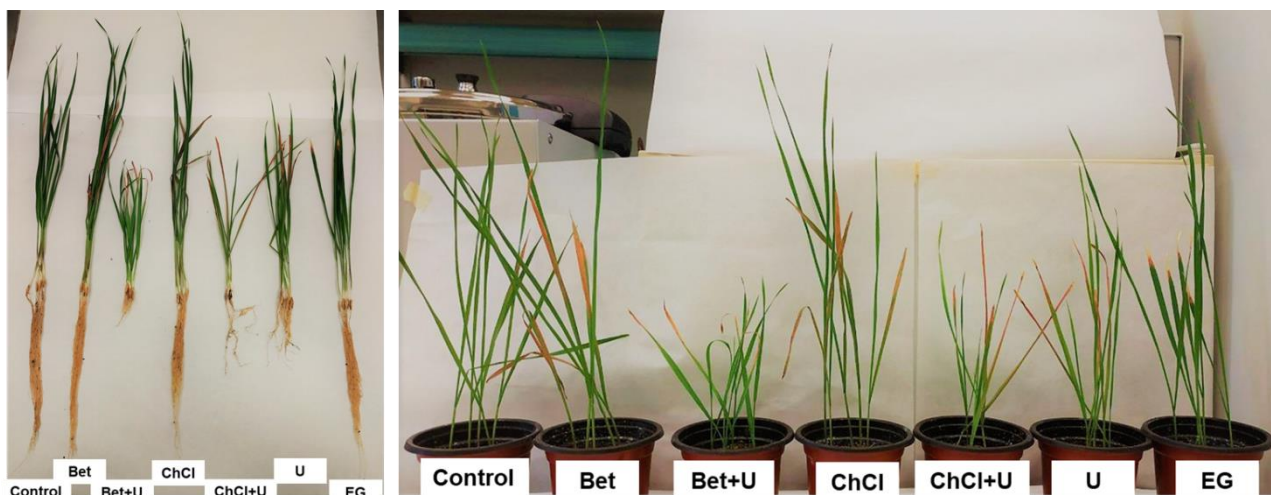 Bet ChCl U
Control Bet+U ChCl+U EG
Control Bet Bet+U ChCl ChCl+U U EG